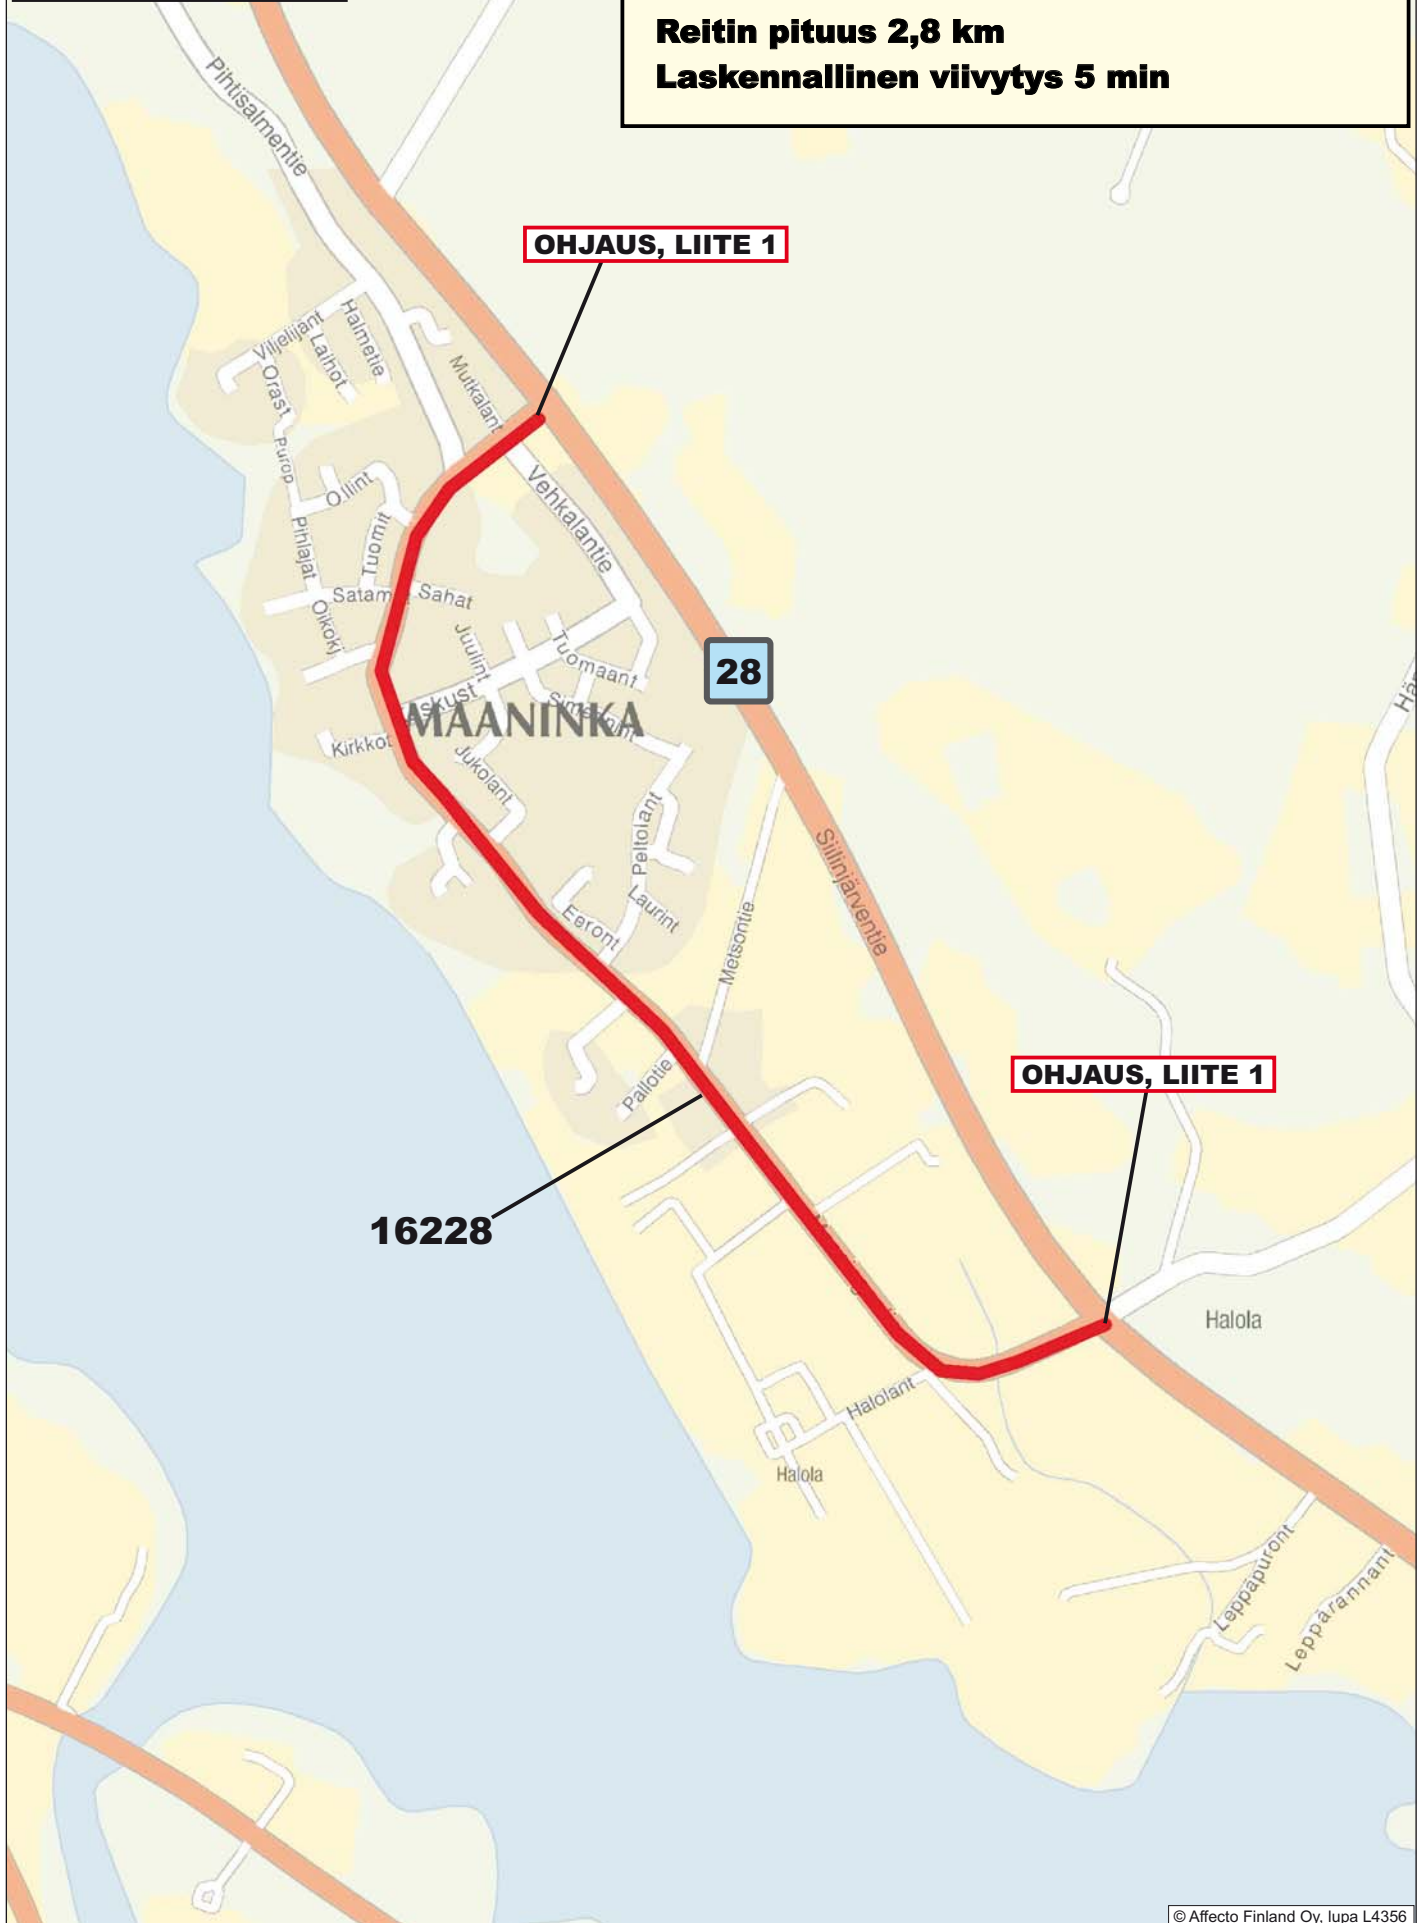 Reitin pituus 2,8 km
Laskennallinen viivytys 5 min
Pihtisalmentie
OHJAUS, LIITE 1
Viljelijänt
Laihot
Halmetie
Orast
Mutkalant
Purop
Ollint
Vehkalantie
Tuomit
Pihlajat
Satam
Sahat
Oikokj
Juulint
Tuomaant
28
Kirkkot
MAANINKA
Jukolant
Peltolant
Siilinjärventie
Laurint
Eeront
Metsontie
Pallotie
OHJAUS, LIITE 1
16228
Halola
Halolant
Halola
Leppäpuront
Leppärannant
© Affecto Finland Oy, lupa L4356